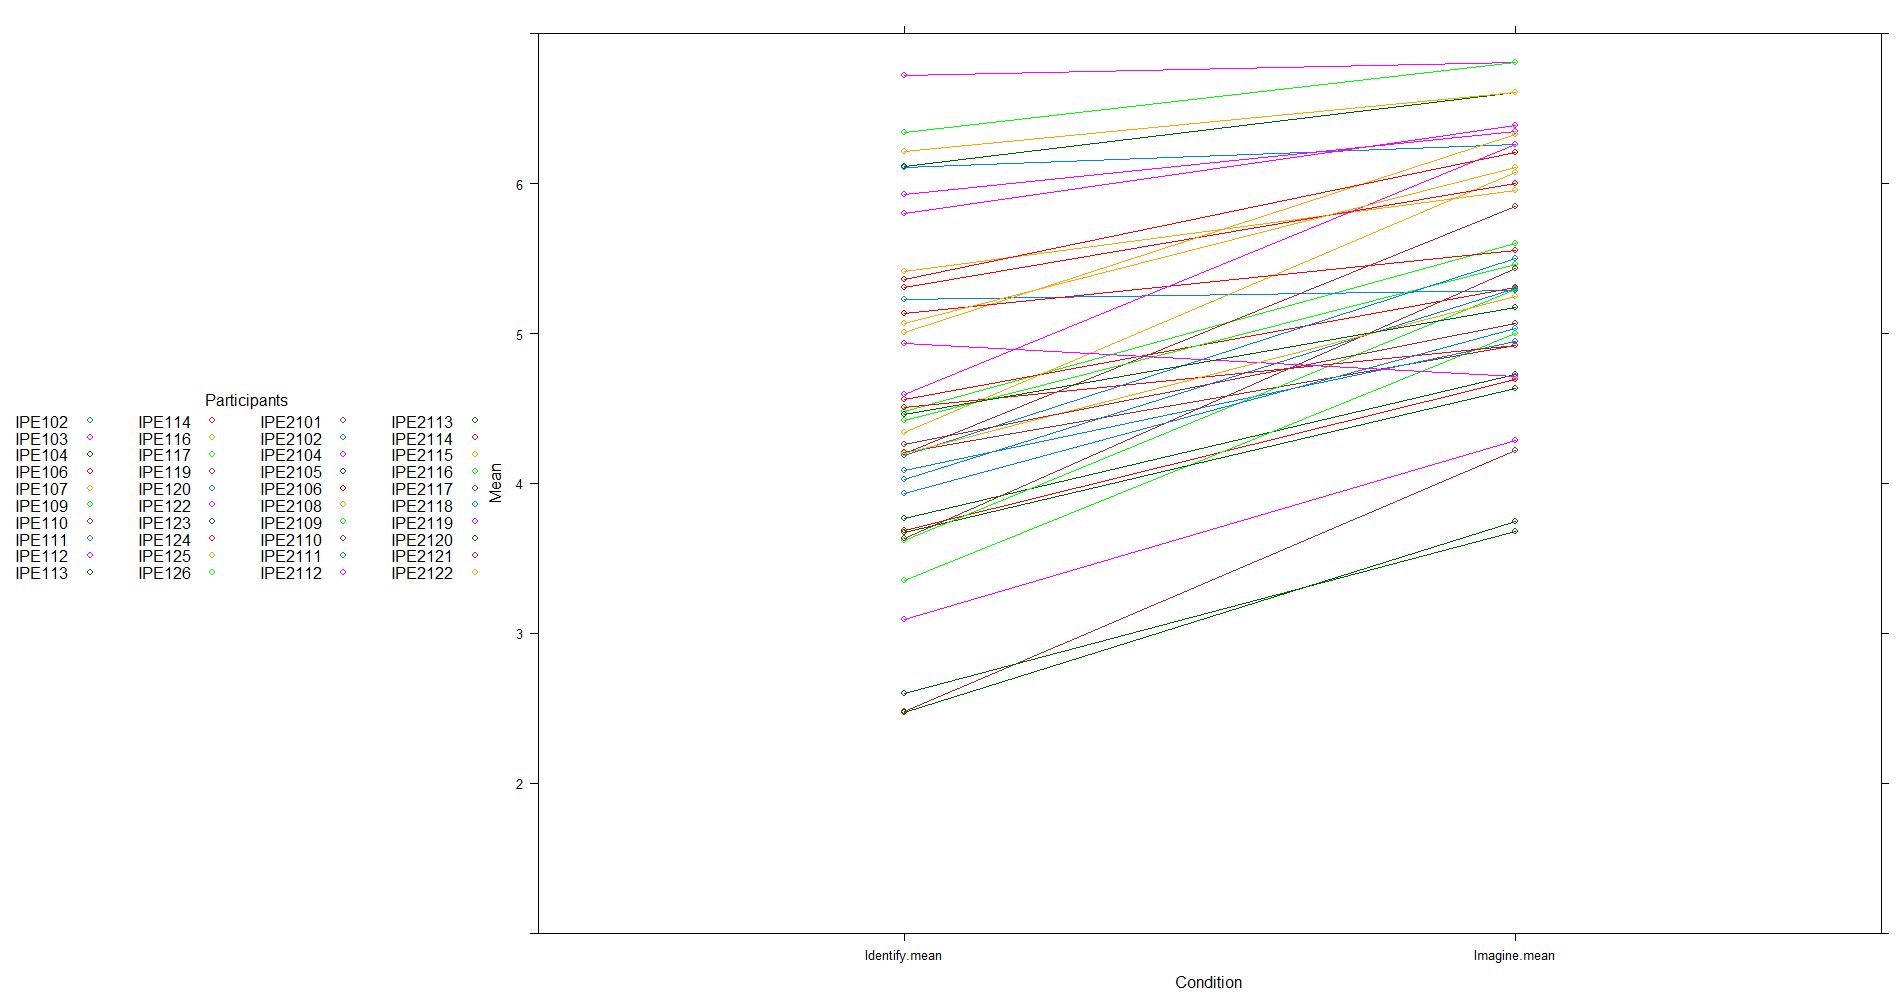 Participants
IPE102 IPE114 IPE2101 IPE2113
IPE103 IPE116 IPE2102 IPE2114
IPE104 IPE117 IPE2104 IPE2115
IPE106 IPE119 IPE2105 IPE2116
IPE107 IPE120 IPE2106 IPE2117
IPE109 IPE122 IPE2108 IPE2118
IPE110 IPE123 IPE2109 IPE2119
IPE111 IPE124 IPE2110 IPE2120
IPE112 IPE125 IPE2111 IPE2121
IPE113 IPE126 IPE2112 IPE2122
Mean
6
5
4
3
2
Identify.mean Imagine.mean
Condition